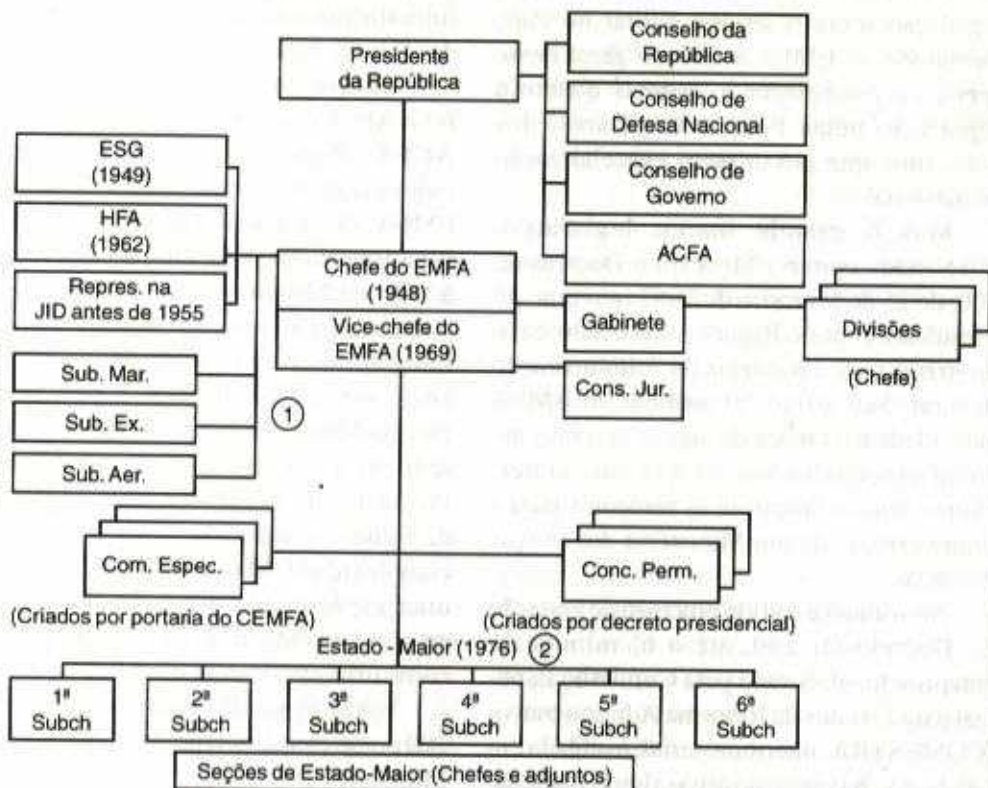 Presidente
da República
Conselho da
República
Conselho de
Defesa Nacional
Conselho de
Governo
ACFA
ESG
(1949)
HFA
(1962)
Repres. na
JID antes de 1955
Chefe do EMFA
(1948)
Vice-chefe do
EMFA (1969)
Gabinete
Divisões
(Chefe)
Cons. Jur.
Sub. Mar.
Sub. Ex.
Sub. Aer.
1
Com. Espec.
(Criados por portaria do CEMFA)
Conc. Perm.
(Criados por decreto presidencial)
Estado - Maior (1976) 2
1ª
Subch
2ª
Subch
3ª
Subch
4ª
Subch
5ª
Subch
6ª
Subch
Seções de Estado-Maior (Chefes e adjuntos)